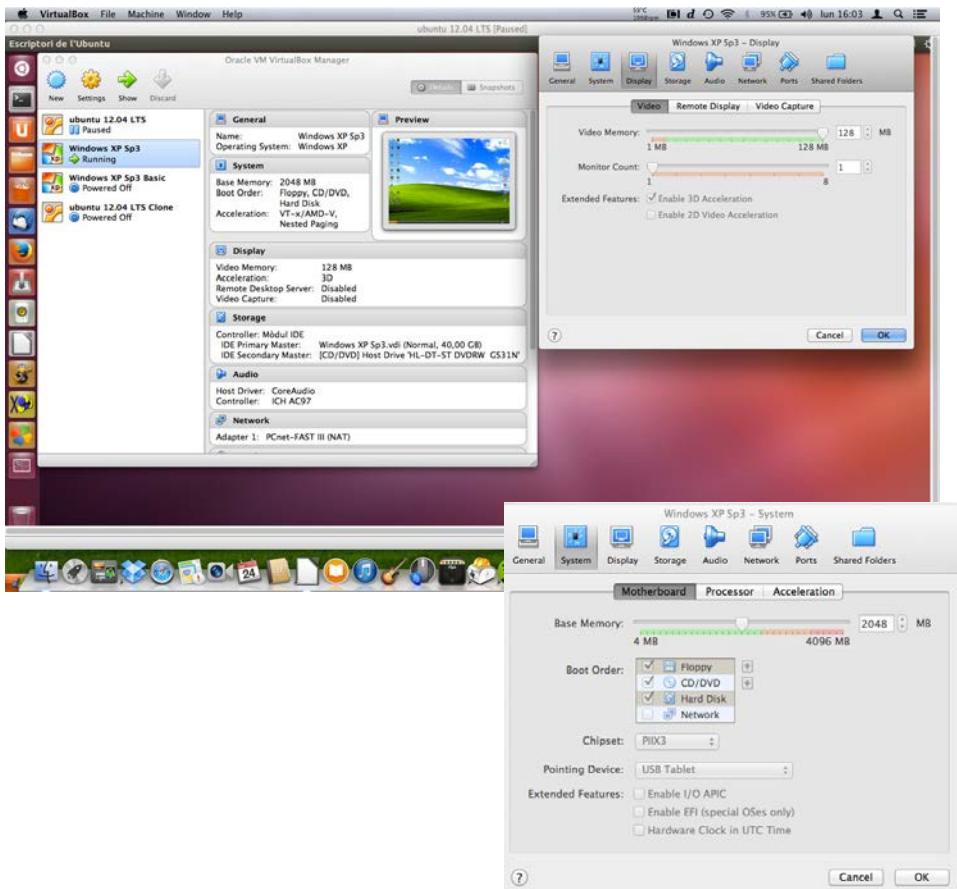 VirtualBox File Machine Window Help
59°C
95% lun 16:03
ubuntu 12.04 LTS [Paused]
Escriptori de l'Ubuntu
Oracle VM VirtualBox Manager
New Settings Show Discard
Details Snapshots
ubuntu 12.04 LTS
Paused
Windows XP Sp3
Running
Windows XP Sp3 Basic
Powered Off
ubuntu 12.04 LTS Clone
Powered Off
General
Name: Windows XP Sp3
Operating System: Windows XP
System
Base Memory: 2048 MB
Boot Order: Floppy, CD/DVD,
Hard Disk
Acceleration: VT-x/AMD-V,
Nested Paging
Preview
Display
Video Memory: 128 MB
Acceleration: 3D
Remote Desktop Server: Disabled
Video Capture: Disabled
Storage
Controller: Mòdul IDE
IDE Primary Master: Windows XP Sp3.vdi (Normal, 40,00 GB)
IDE Secondary Master: [CD/DVD] Host Drive 'HL-DT-ST DVDRW GS31N'
Audio
Host Driver: CoreAudio
Controller: ICH AC97
Network
Adapter 1: PCnet-FAST III (NAT)
Windows XP Sp3 - Display
General System Display Storage Audio Network Ports Shared Folders
Video Remote Display Video Capture
Video Memory: 128 MB
1 MB 128 MB
Monitor Count: 1
1 8
Extended Features: Enable 3D Acceleration
Enable 2D Video Acceleration
? Cancel OK
24
Windows XP Sp3 - System
General System Display Storage Audio Network Ports Shared Folders
Motherboard Processor Acceleration
Base Memory: 2048 MB
4 MB 4096 MB
Boot Order: Floppy
CD/DVD
Hard Disk
Network
Chipset: PIIX3
Pointing Device: USB Tablet
Extended Features: Enable I/O APIC
Enable EFI (special OSes only)
Hardware Clock in UTC Time
? Cancel OK